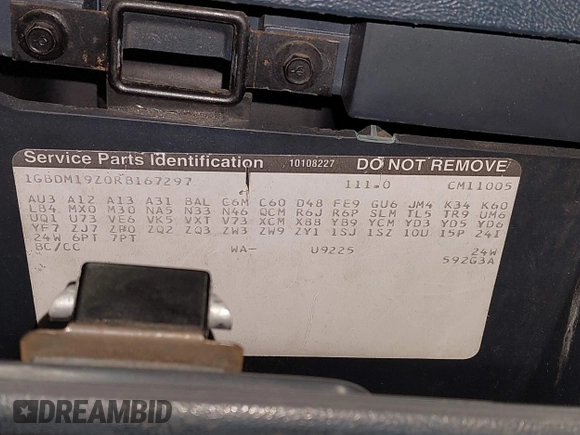 Service Parts Identification 10108227 DO NOT REMOVE
1GBDM19Z0RB167297 111.0 CM11005
AU3 A12 A13 A31 BAL C6M C60 D48 FE9 GU6 JM4 K34 K60
LB4 MX0 M30 NA5 N33 N46 QCM R6J R6P SLM TL5 TR9 UM6
UQ1 U73 VE6 VK5 VXT V73 XCM X88 YB9 YCM YD3 YD5 YD6
YF7 ZJ7 ZQ2 ZQ3 ZW3 ZW9 ZY1 1SJ 1SZ 10U 15P 24I
24W 6PT 7PT
BC/CC WA- U9225 24W
592G3A
DREAMBID